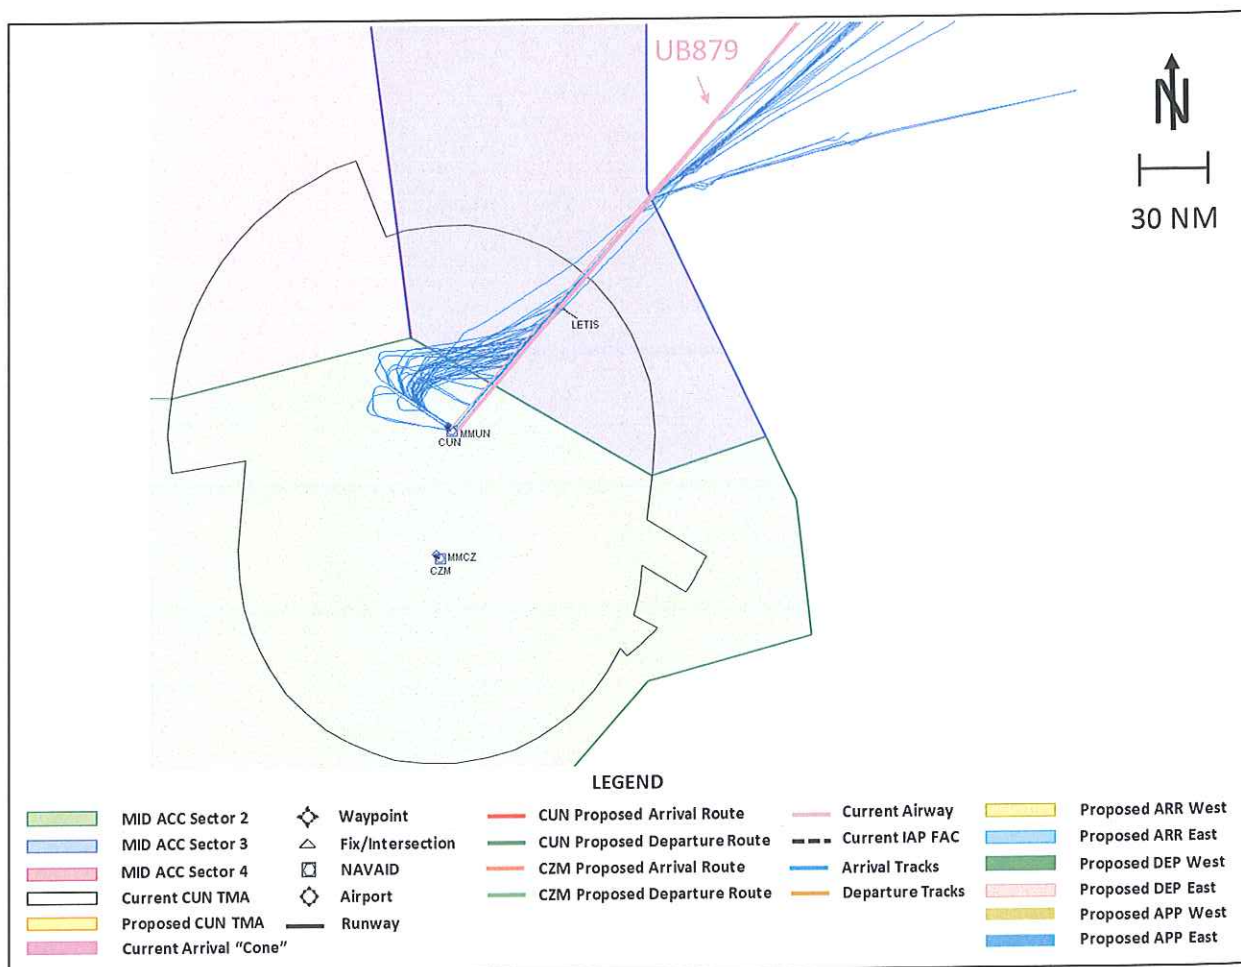 UB879
N
30 NM
LETIS
MMUN
CUN
MMCZ
CZM
LEGEND
MID ACC Sector 2
MID ACC Sector 3
MID ACC Sector 4
Current CUN TMA
Proposed CUN TMA
Current Arrival “Cone”
Waypoint
Fix/Intersection
NAVAID
Airport
Runway
CUN Proposed Arrival Route
CUN Proposed Departure Route
CZM Proposed Arrival Route
CZM Proposed Departure Route
Current Airway
Current IAP FAC
Arrival Tracks
Departure Tracks
Proposed ARR West
Proposed ARR East
Proposed DEP West
Proposed DEP East
Proposed APP West
Proposed APP East